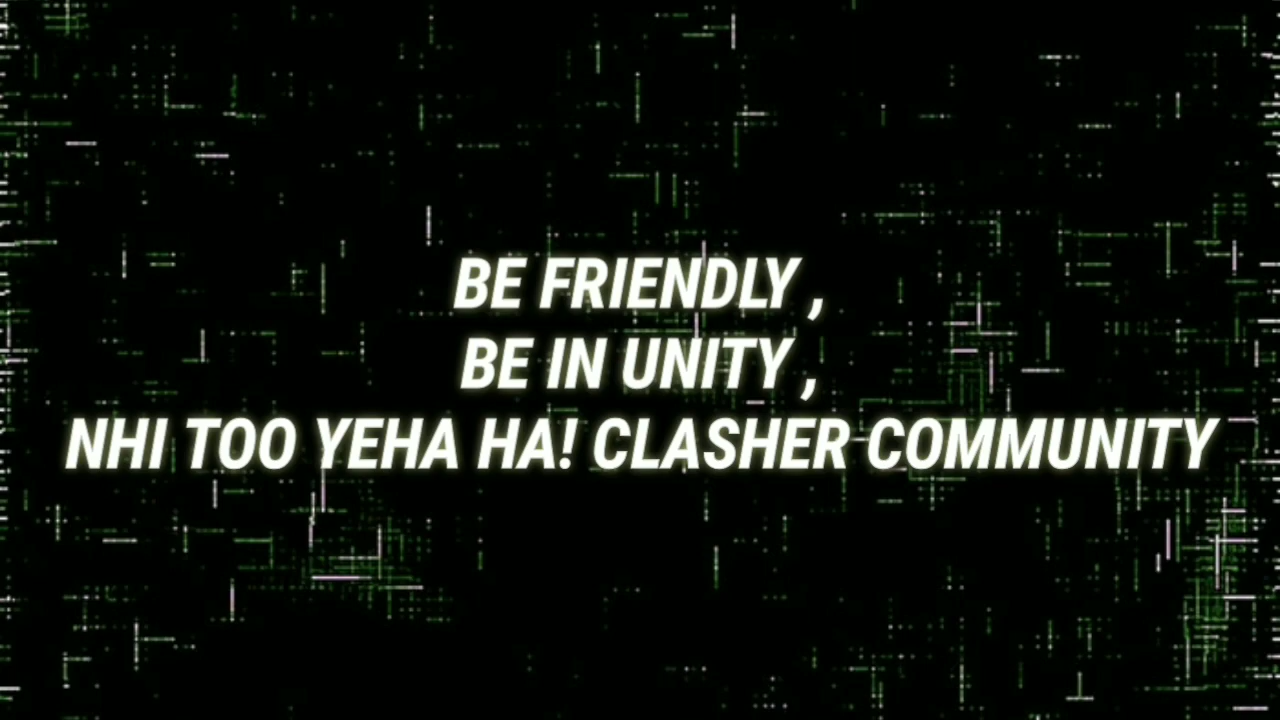 BE FRIENDLY ,
BE IN UNITY ,
NHI TOO YEHA HA! CLASHER COMMUNITY